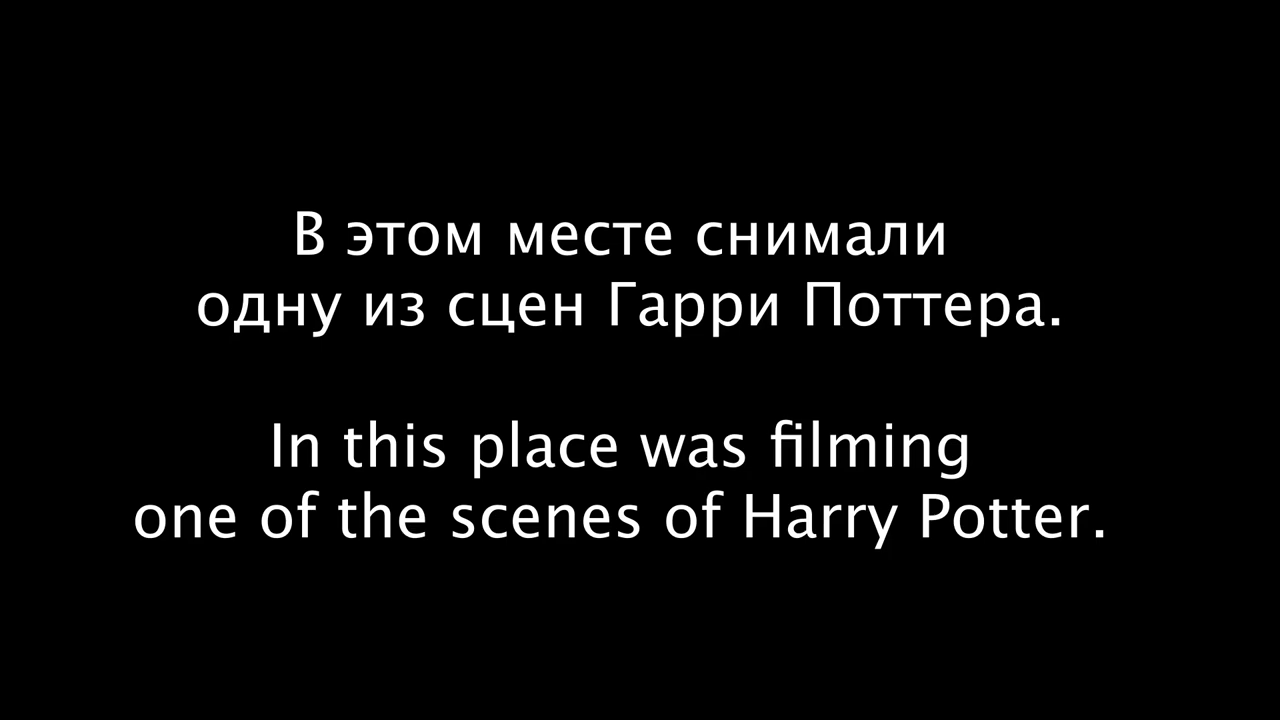 В этом месте снимали
одну из сцен Гарри Поттера.
In this place was filming
one of the scenes of Harry Potter.